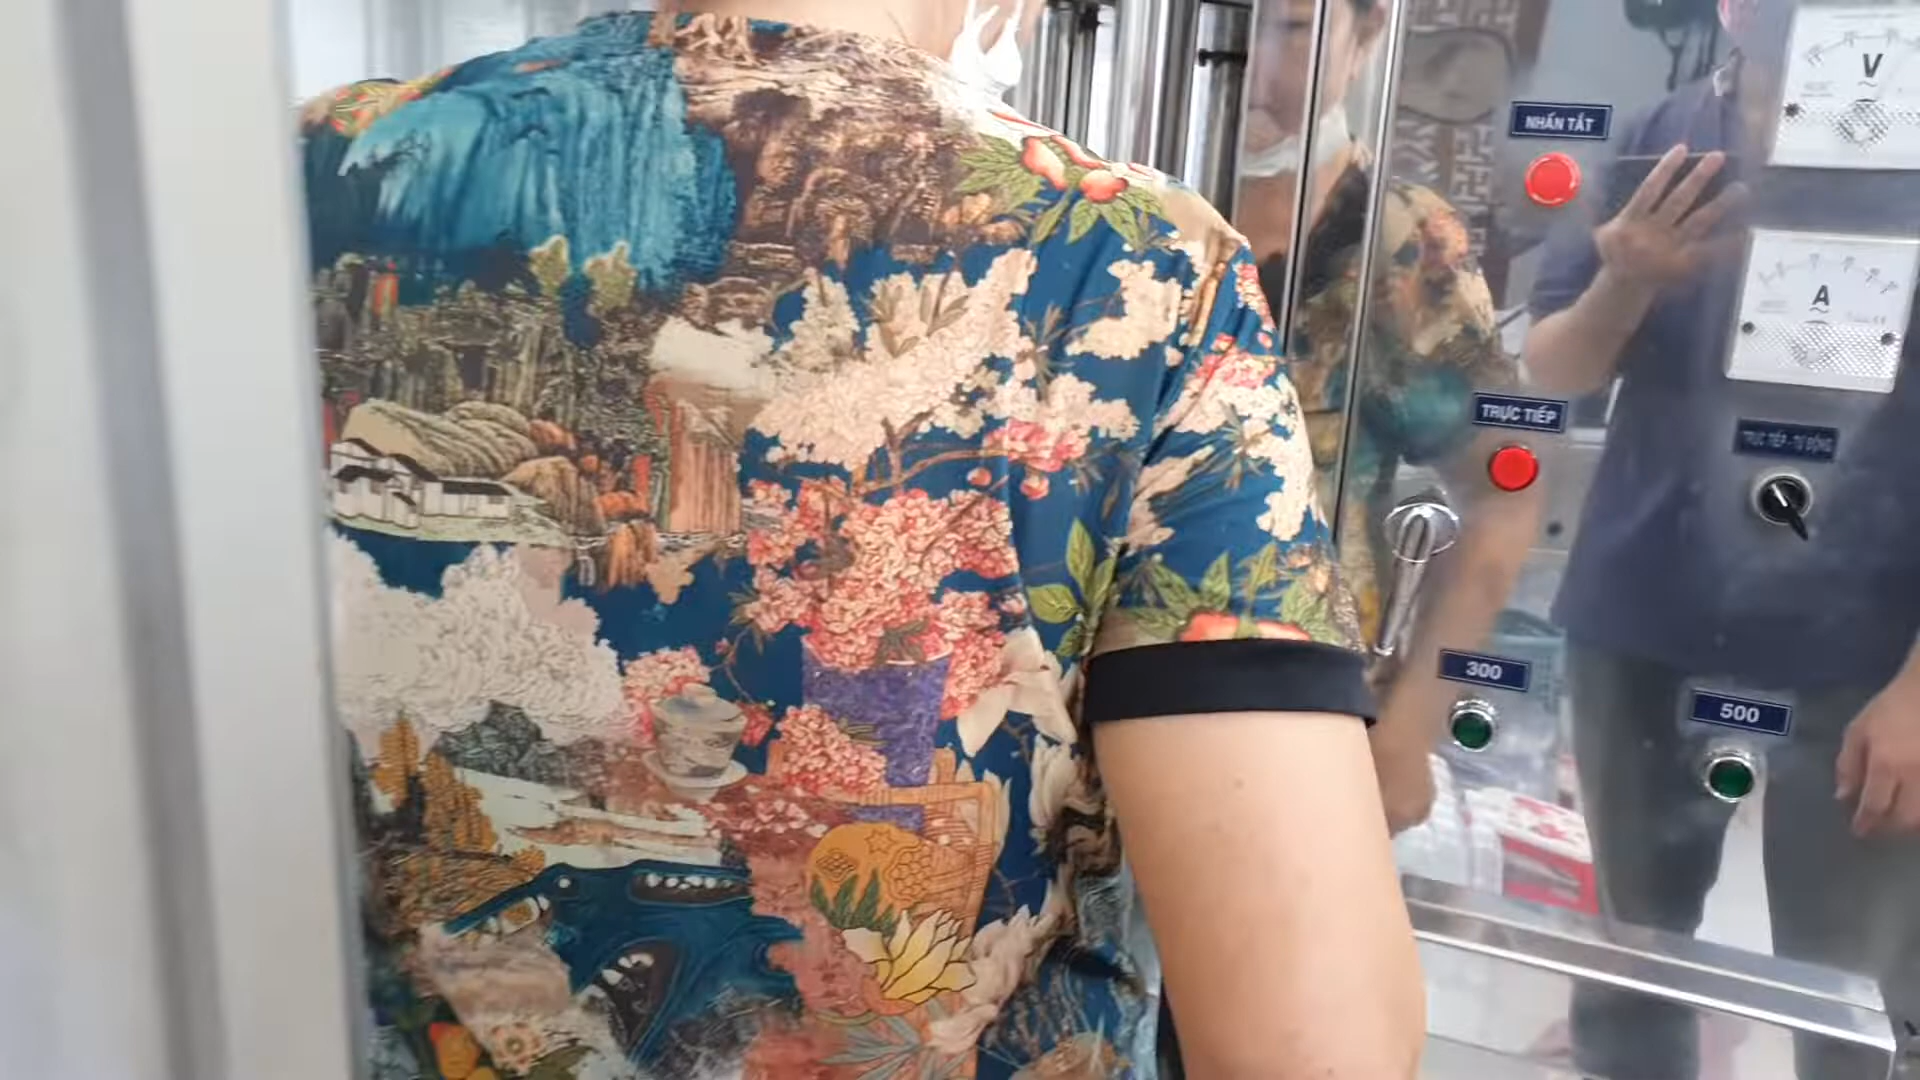 V
NHẤN TẮT
A
TRỰC TIẾP
TRỰC TIẾP - TỰ ĐỘNG
300
500